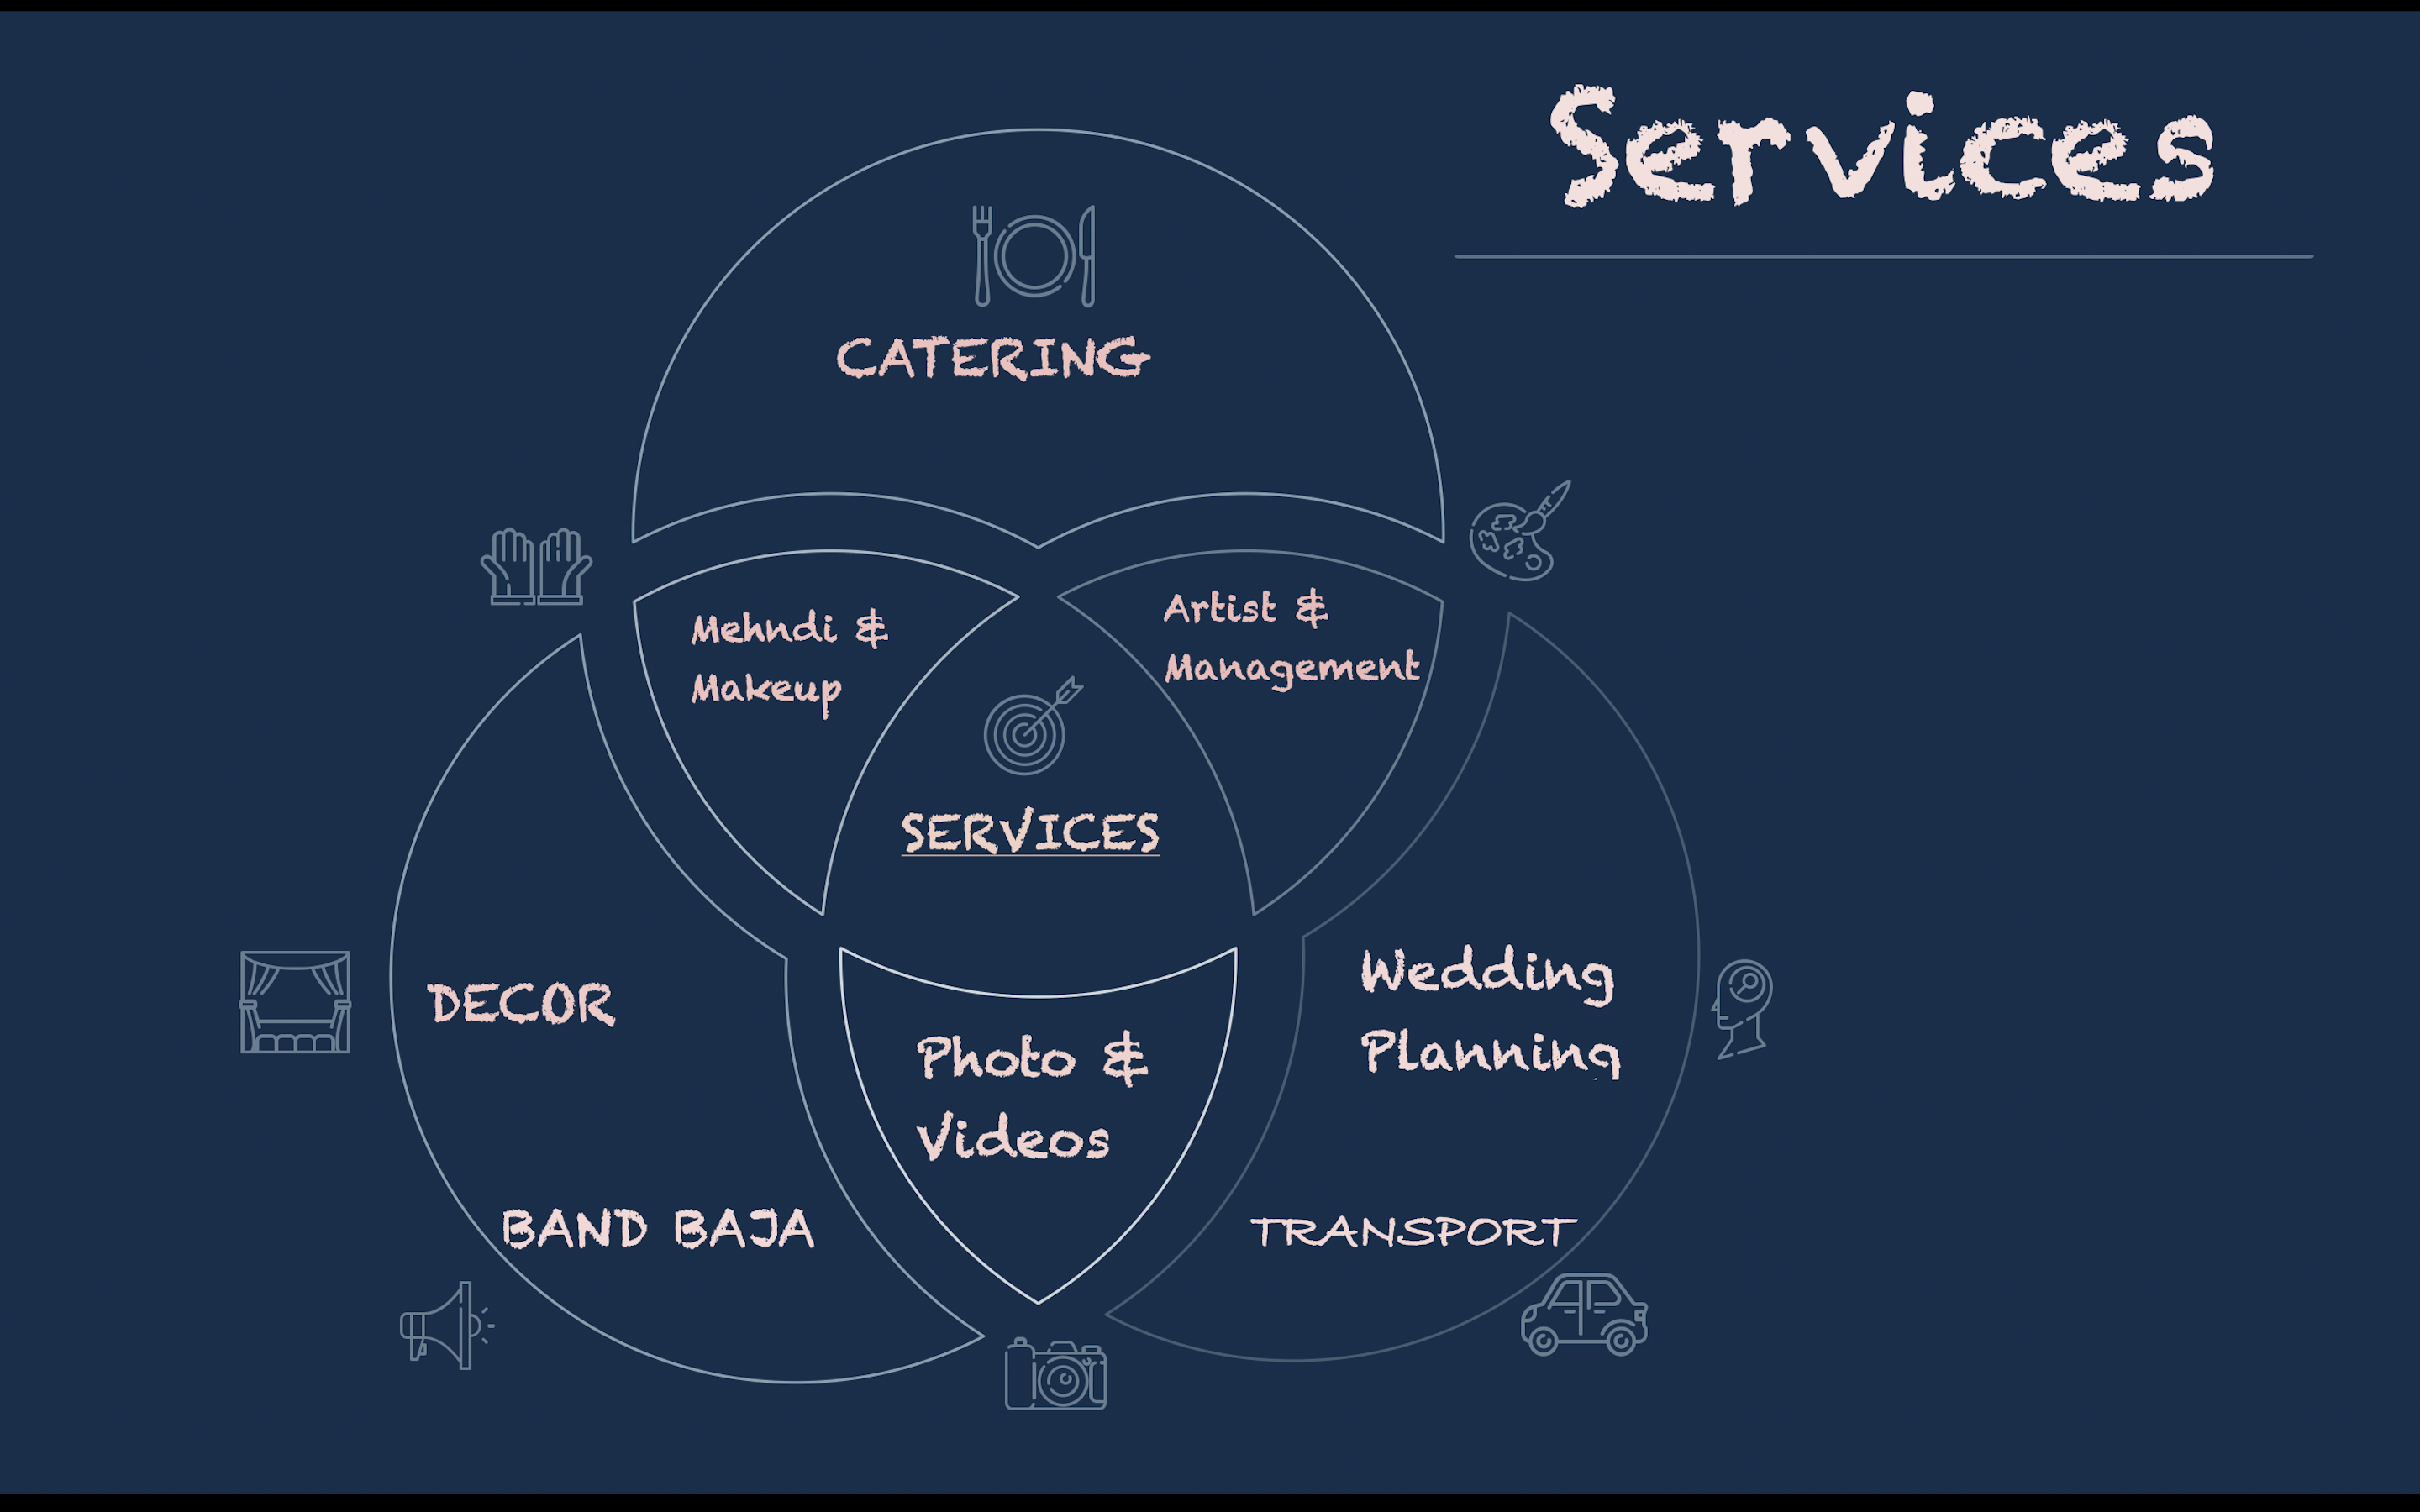 Services
CATERING
Mehndi &
Makeup
Artist &
Management
SERVICES
DECOR
Wedding
Planning
Photo &
Videos
BAND BAJA
TRANSPORT